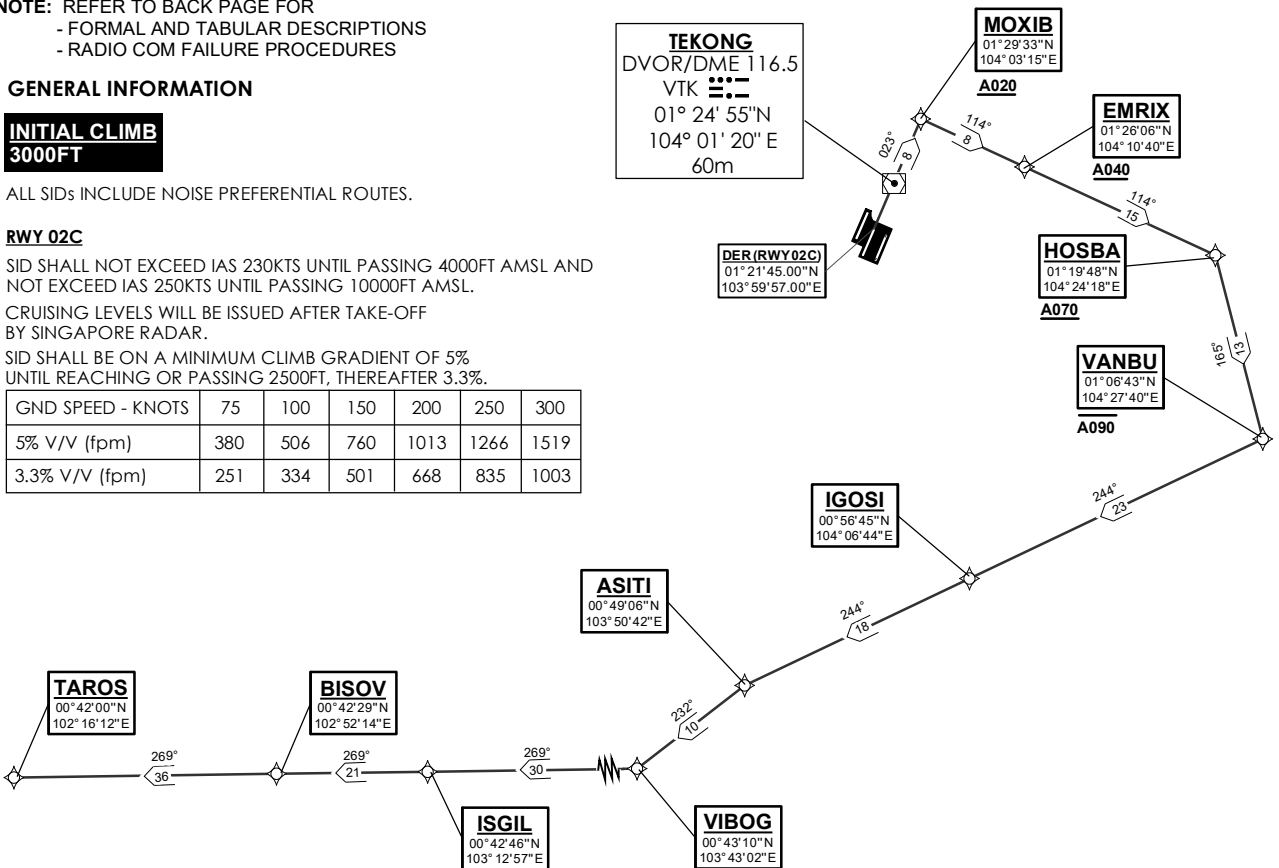 NOTE: REFER TO BACK PAGE FOR
- FORMAL AND TABULAR DESCRIPTIONS
- RADIO COM FAILURE PROCEDURES
GENERAL INFORMATION
INITIAL CLIMB
3000FT
ALL SIDs INCLUDE NOISE PREFERENTIAL ROUTES.
RWY 02C
SID SHALL NOT EXCEED IAS 230KTS UNTIL PASSING 4000FT AMSL AND
NOT EXCEED IAS 250KTS UNTIL PASSING 10000FT AMSL.
CRUISING LEVELS WILL BE ISSUED AFTER TAKE-OFF
BY SINGAPORE RADAR.
SID SHALL BE ON A MINIMUM CLIMB GRADIENT OF 5%
UNTIL REACHING OR PASSING 2500FT, THEREAFTER 3.3%.
GND SPEED - KNOTS 75 100 150 200 250 300
5% V/V (fpm) 380 506 760 1013 1266 1519
3.3% V/V (fpm) 251 334 501 668 835 1003
TEKONG
DVOR/DME 116.5
VTK
01° 24' 55"N
104° 01' 20" E
60m
MOXIB
01°29'33"N
104°03'15"E
A020
023°
8
114°
8
EMRIX
01°26'06"N
104°10'40"E
A040
114°
15
DER (RWY02C)
01°21'45.00"N
103°59'57.00"E
HOSBA
01°19'48"N
104°24'18"E
A070
165°
13
VANBU
01°06'43"N
104°27'40"E
A090
244°
23
IGOSI
00°56'45"N
104°06'44"E
244°
18
ASITI
00°49'06"N
103°50'42"E
232°
10
VIBOG
00°43'10"N
103°43'02"E
269°
30
ISGIL
00°42'46"N
103°12'57"E
269°
21
BISOV
00°42'29"N
102°52'14"E
269°
36
TAROS
00°42'00"N
102°16'12"E